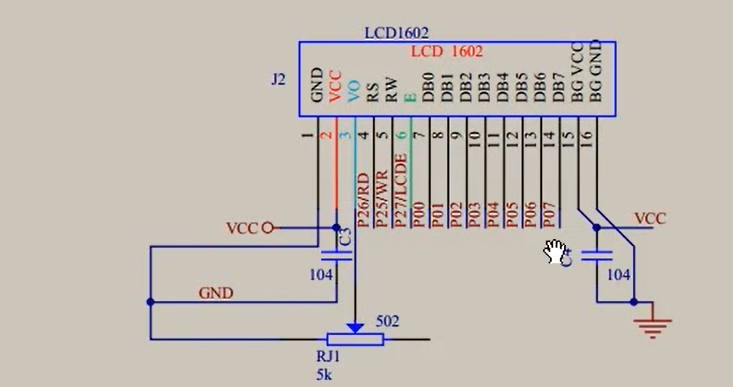 LCD1602
LCD 1602
J2
GND VCC VO RS RW E DB0 DB1 DB2 DB3 DB4 DB5 DB6 DB7 BG VCC BG GND
1 2 3 4 5 6 7 8 9 10 11 12 13 14 15 16
P26/RD P25/WR P27/LCDE P00 P01 P02 P03 P04 P05 P06 P07
VCC
C3
VCC
104
104
GND
502
RJ1
5k